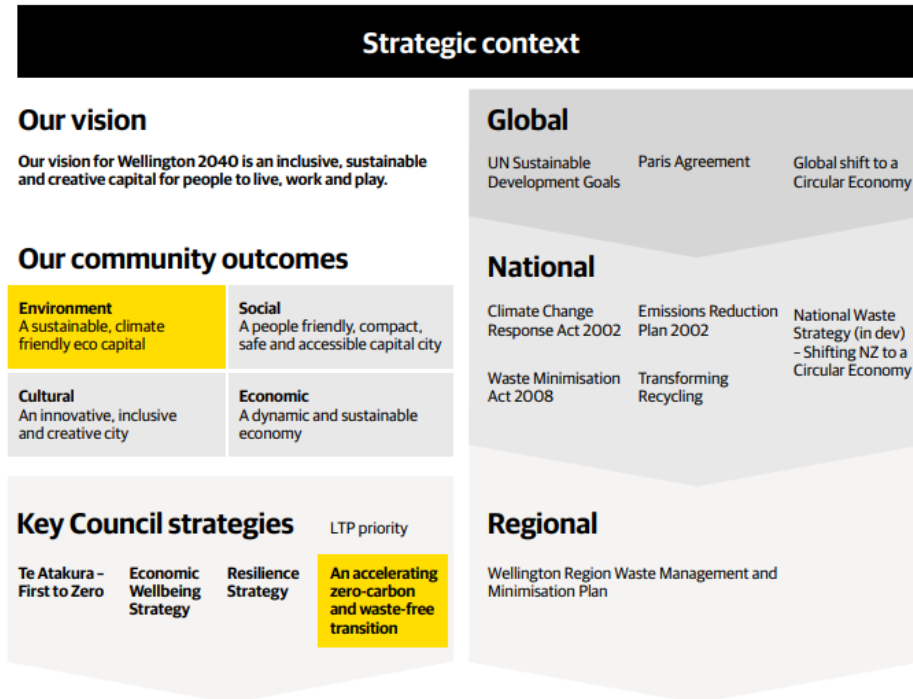 Strategic context
Our vision
Our vision for Wellington 2040 is an inclusive, sustainable
and creative capital for people to live, work and play.
Our community outcomes
Environment
A sustainable, climate
friendly eco capital
Social
A people friendly, compact,
safe and accessible capital city
Cultural
An innovative, inclusive
and creative city
Economic
A dynamic and sustainable
economy
Key Council strategies
LTP priority
Te Atakura –
First to Zero
Economic
Wellbeing
Strategy
Resilience
Strategy
An accelerating
zero-carbon
and waste-free
transition
Global
UN Sustainable
Development Goals
Paris Agreement
Global shift to a
Circular Economy
National
Climate Change
Response Act 2002
Emissions Reduction
Plan 2002
National Waste
Strategy (in dev)
– Shifting NZ to a
Circular Economy
Waste Minimisation
Act 2008
Transforming
Recycling
Regional
Wellington Region Waste Management and
Minimisation Plan